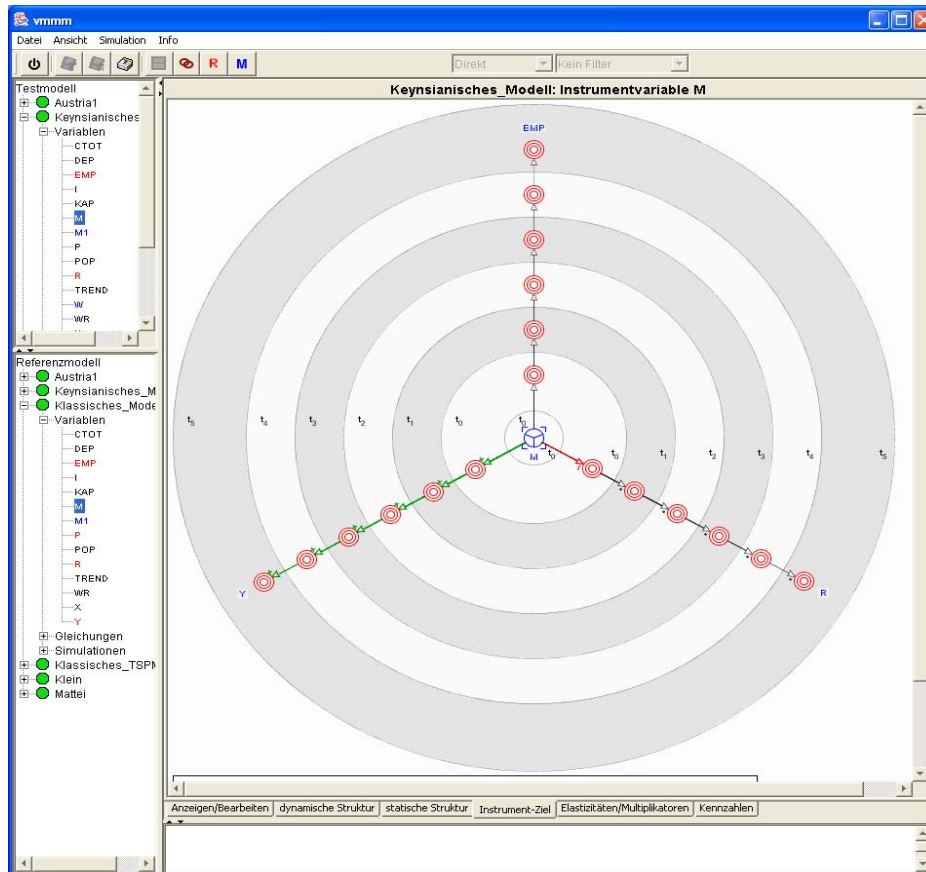 vmmm
Datei Ansicht Simulation Info
R M Direkt Kein Filter
Testmodell
Austria1
Keynsianisches
Variablen
CTOT
DEP
EMP
I
KAP
M
M1
P
POP
R
TREND
W
WR
Referenzmodell
Austria1
Keynsianisches_M
Klassisches_Mode
Variablen
CTOT
DEP
EMP
I
KAP
M
M1
P
POP
R
TREND
WR
X
Y
Gleichungen
Simulationen
Klassisches_TSPM
Klein
Mattei
Keynsianisches_Modell: Instrumentvariable M
EMP
t5 t4 t3 t2 t1 t0 t0
M
t0 t0 t1 t2 t3 t4 t5
Y
R
Anzeigen/Bearbeiten dynamische Struktur statische Struktur Instrument-Ziel Elastizitäten/Multiplikatoren Kennzahlen